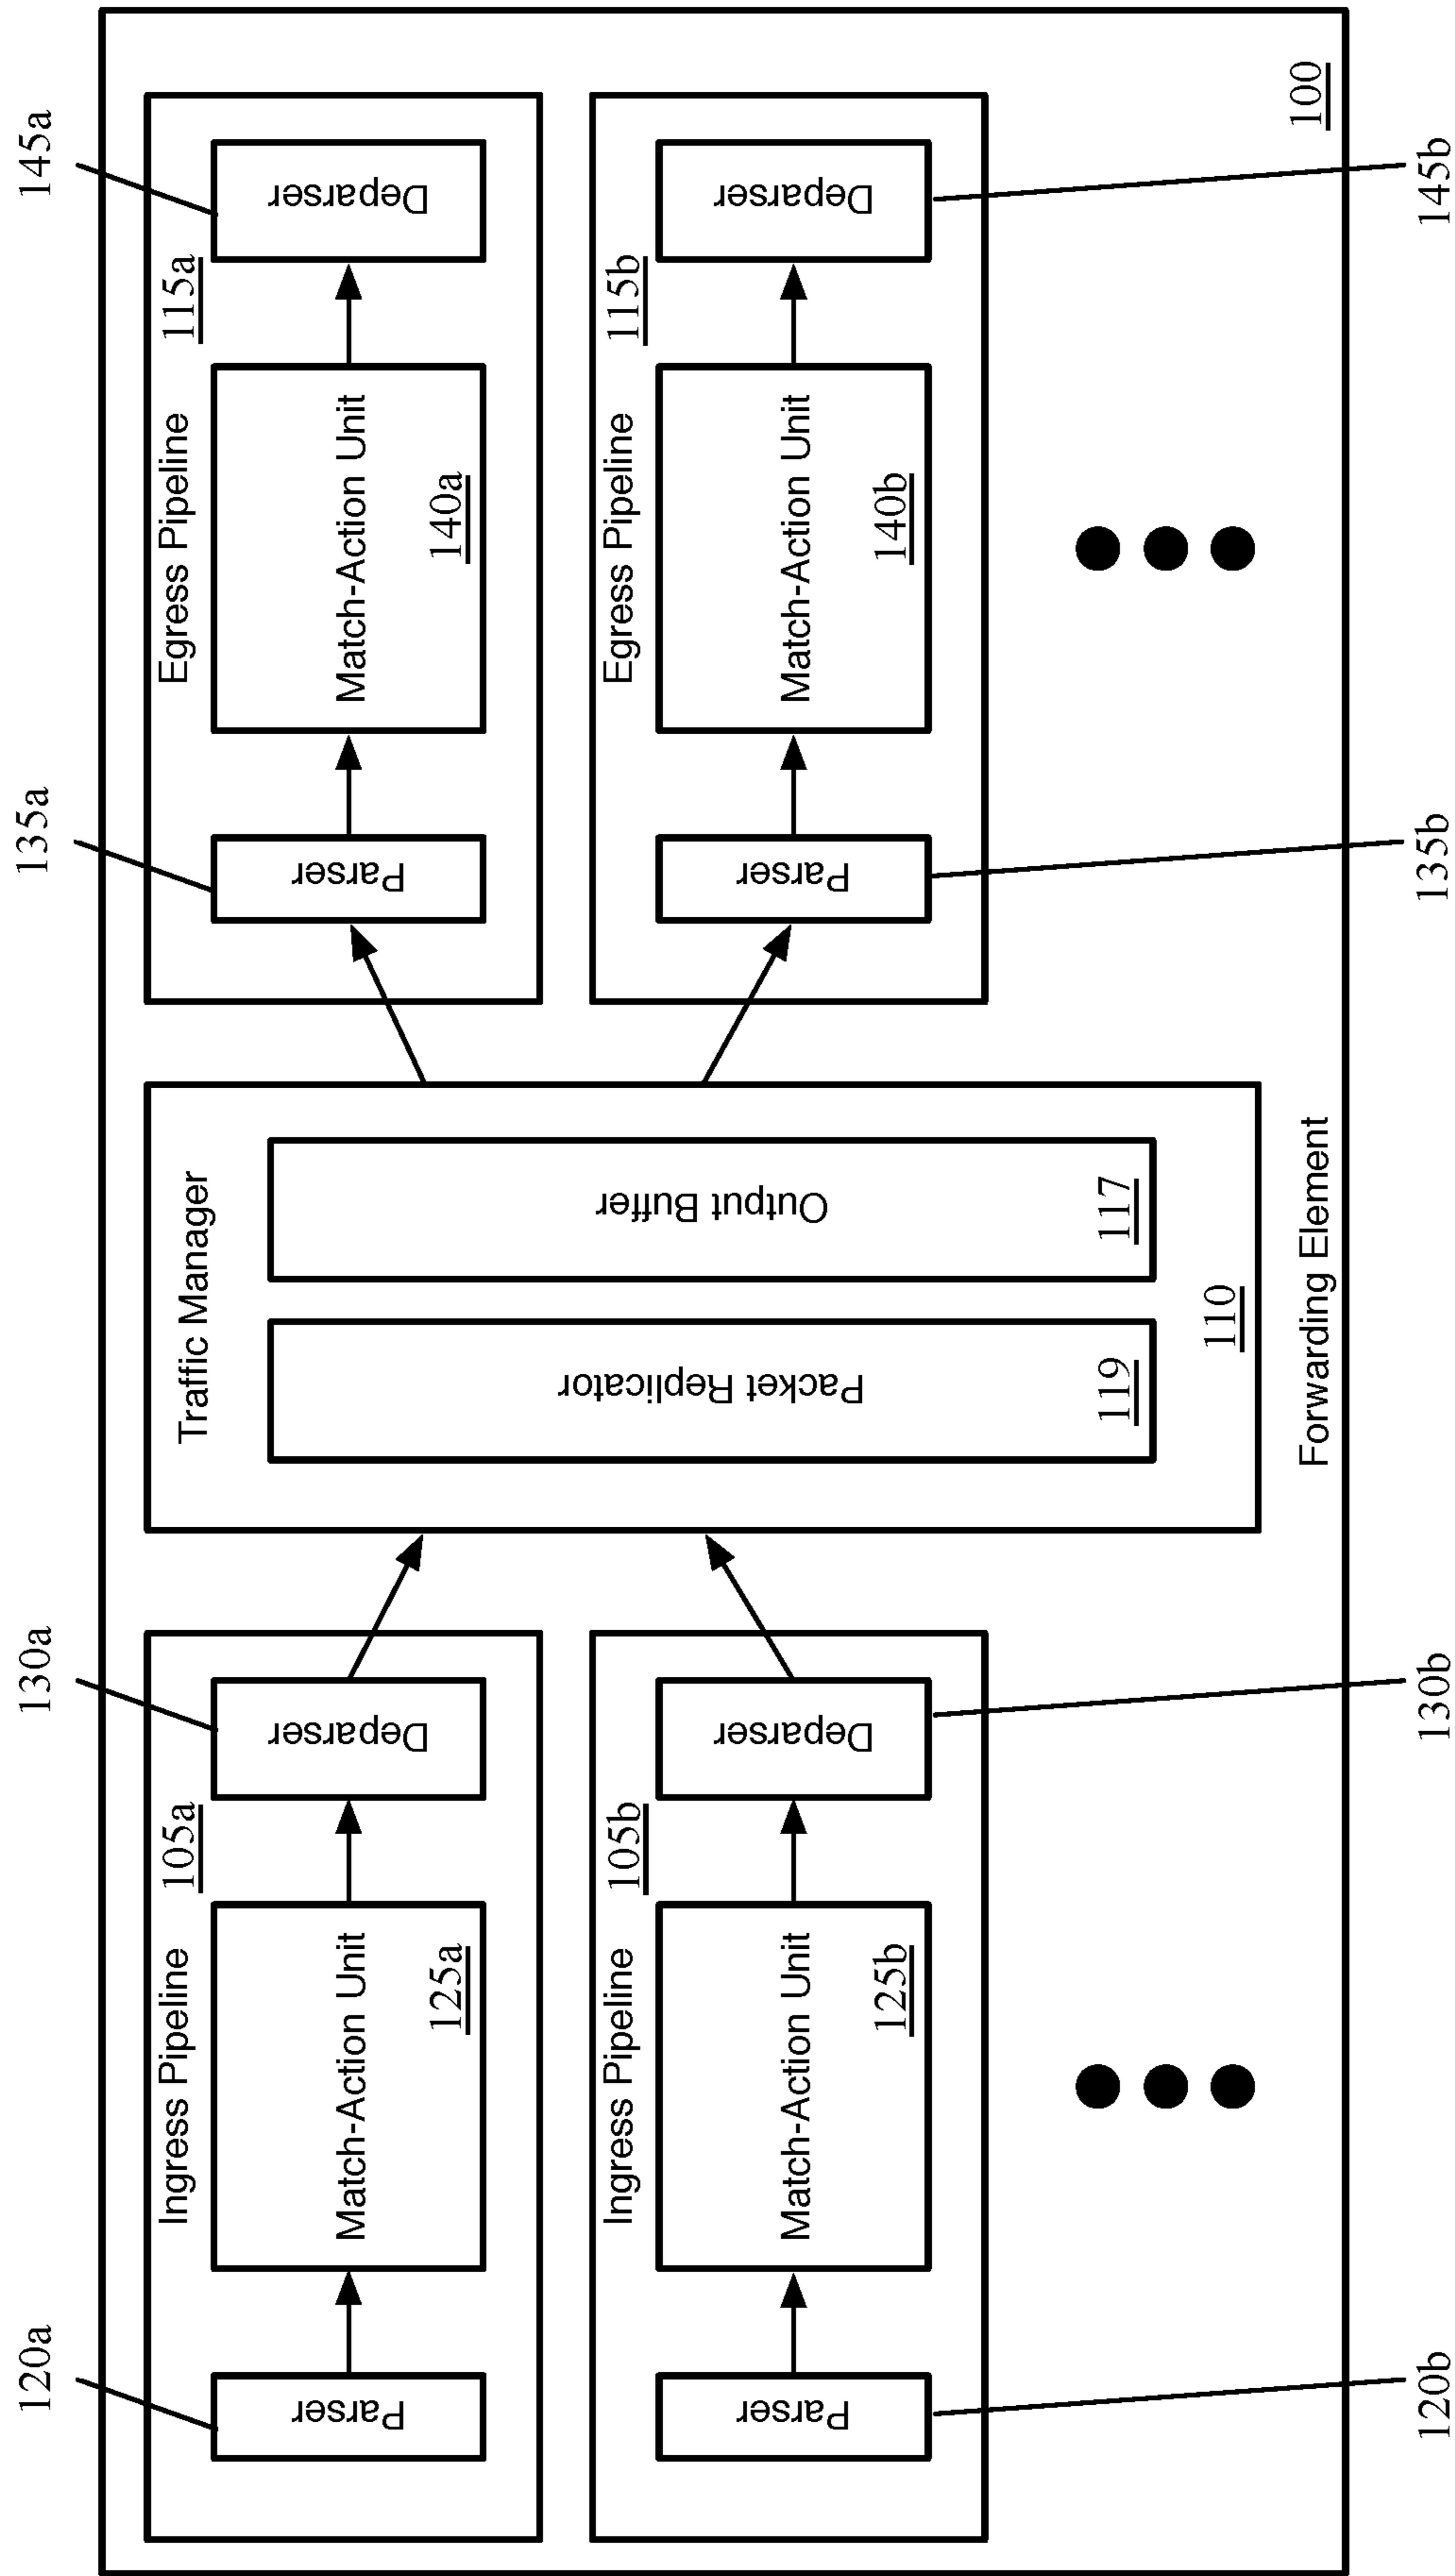 120a
130a
135a
145a
Ingress Pipeline
105a
Parser
Match-Action Unit
125a
Deparser
Ingress Pipeline
105b
Parser
Match-Action Unit
125b
Deparser
Traffic Manager
Packet Replicator
119
Output Buffer
117
110
Egress Pipeline
115a
Parser
Match-Action Unit
140a
Deparser
Egress Pipeline
115b
Parser
Match-Action Unit
140b
Deparser
Forwarding Element
100
120b
130b
135b
145b